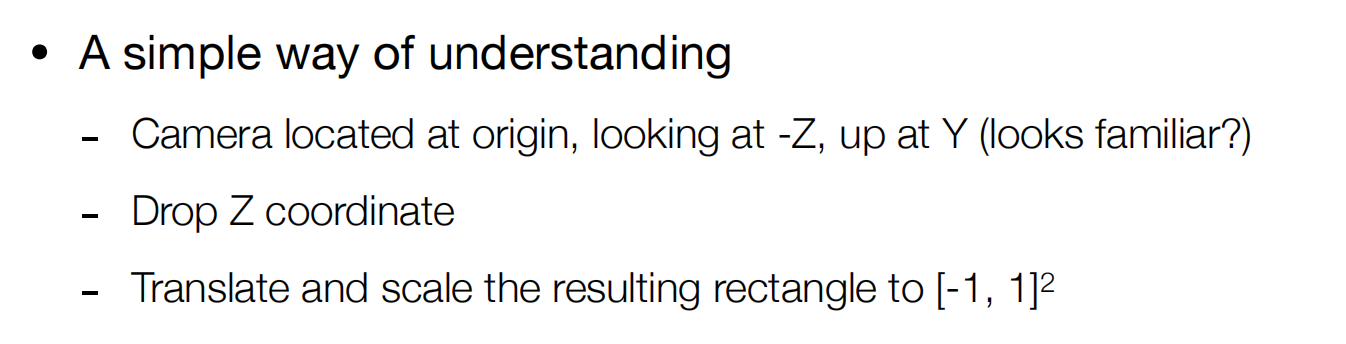 • A simple way of understanding
- Camera located at origin, looking at -Z, up at Y (looks familiar?)
- Drop Z coordinate
- Translate and scale the resulting rectangle to [-1, 1]²